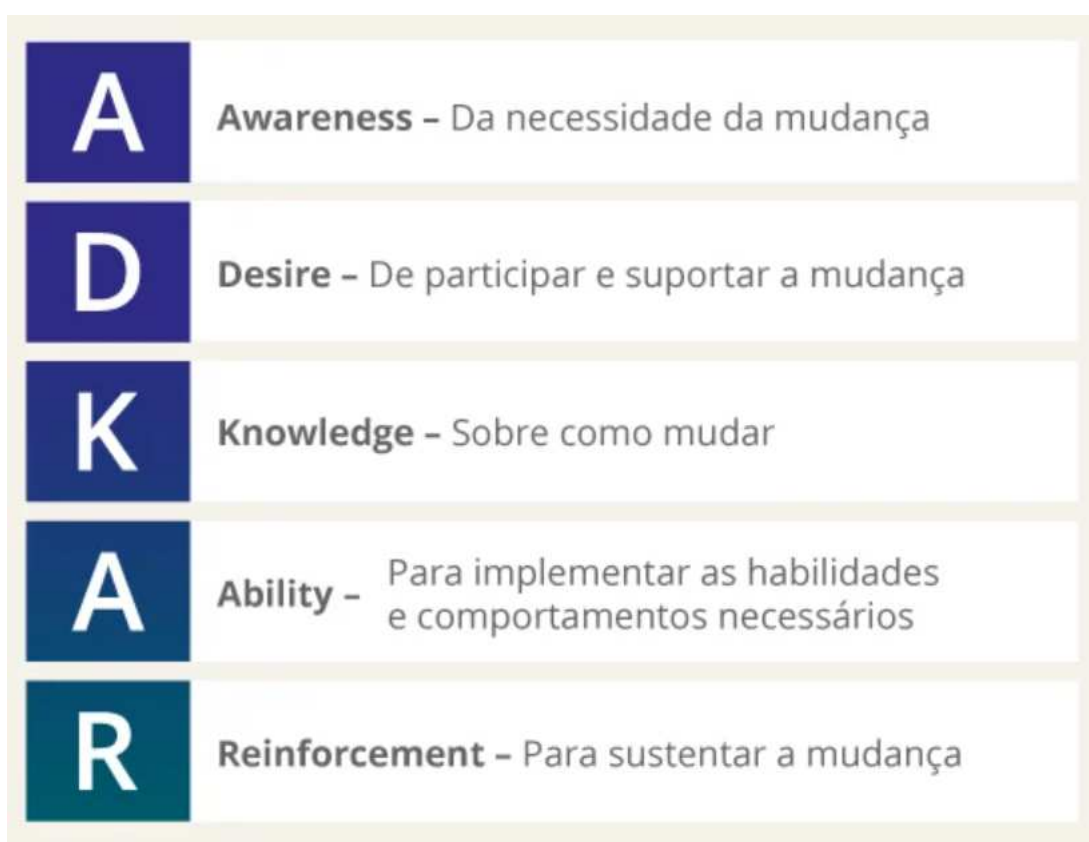 A
Awareness – Da necessidade da mudança
D
Desire – De participar e suportar a mudança
K
Knowledge – Sobre como mudar
A
Ability – Para implementar as habilidades
e comportamentos necessários
R
Reinforcement – Para sustentar a mudança